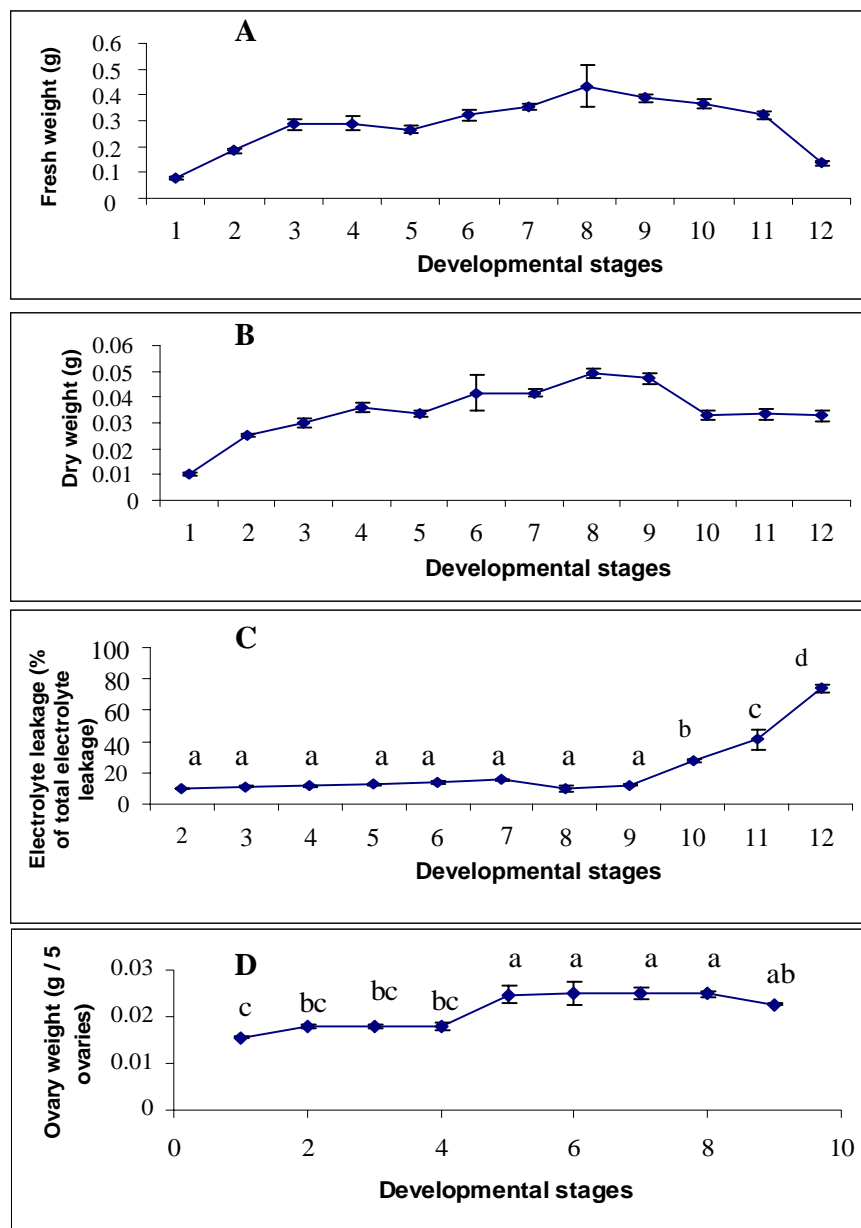 A
Fresh weight (g)
0.6
0.5
0.4
0.3
0.2
0.1
0
1 2 3 4 5 6 7 8 9 10 11 12
Developmental stages
B
Dry weight (g)
0.06
0.05
0.04
0.03
0.02
0.01
0
1 2 3 4 5 6 7 8 9 10 11 12
Developmental stages
C
Electrolyte leakage (%
of total electrolyte
leakage)
100
80
60
40
20
0
a a a a a a a a b c d
2 3 4 5 6 7 8 9 10 11 12
Developmental stages
D
Ovary weight (g / 5
ovaries)
0.03
0.02
0.01
0
c bc bc bc a a a a ab
0 2 4 6 8 10
Developmental stages